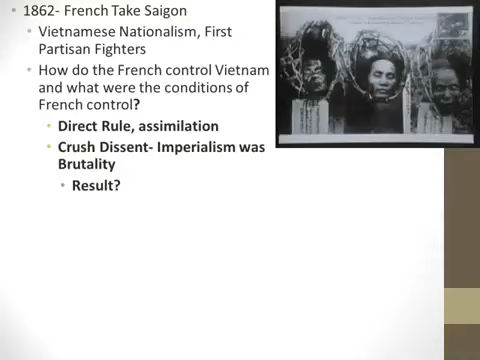 1862- French Take Saigon
Vietnamese Nationalism, First
Partisan Fighters
How do the French control Vietnam
and what were the conditions of
French control?
Direct Rule, assimilation
Crush Dissent- Imperialism was
Brutality
Result?